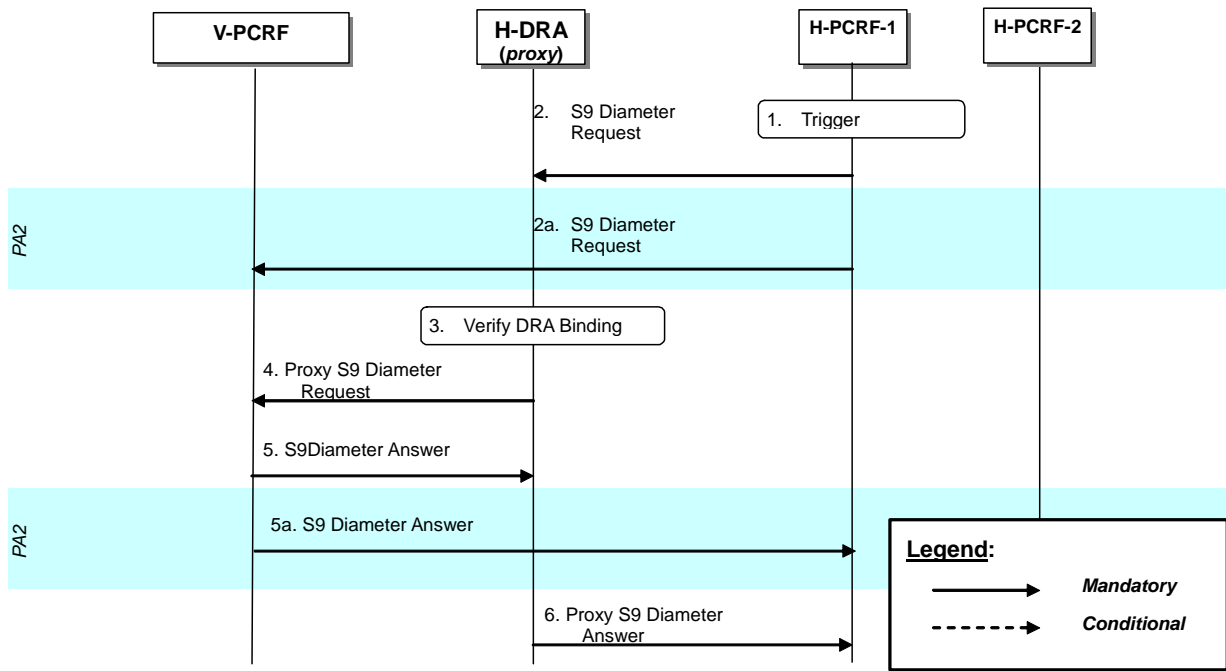 V-PCRF
H-DRA
(proxy)
H-PCRF-1
H-PCRF-2
2. S9 Diameter
Request
1. Trigger
PA2
2a. S9 Diameter
Request
3. Verify DRA Binding
4. Proxy S9 Diameter
Request
5. S9Diameter Answer
PA2
5a. S9 Diameter Answer
6. Proxy S9 Diameter
Answer
Legend:
Mandatory
Conditional